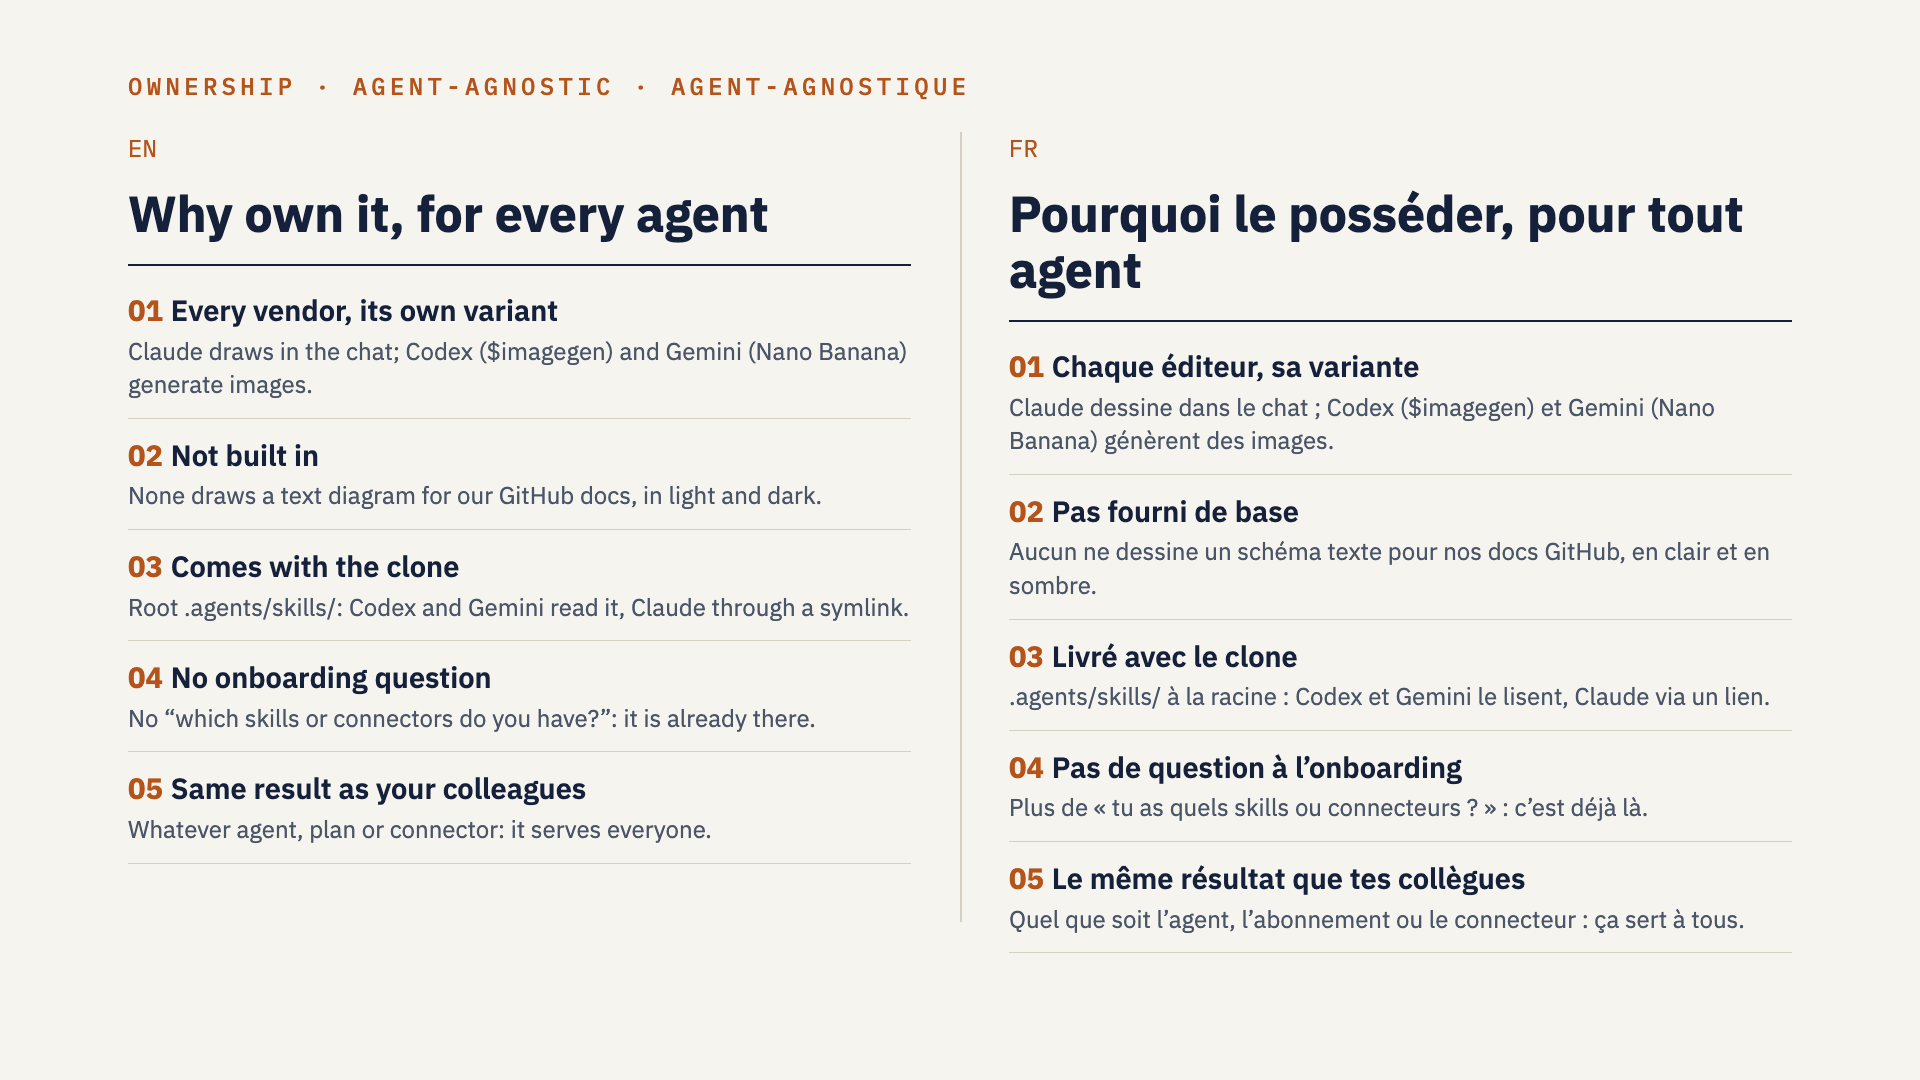 OWNERSHIP · AGENT-AGNOSTIC · AGENT-AGNOSTIQUE
EN
Why own it, for every agent
01 Every vendor, its own variant
Claude draws in the chat; Codex ($imagegen) and Gemini (Nano Banana)
generate images.
02 Not built in
None draws a text diagram for our GitHub docs, in light and dark.
03 Comes with the clone
Root .agents/skills/: Codex and Gemini read it, Claude through a symlink.
04 No onboarding question
No “which skills or connectors do you have?”: it is already there.
05 Same result as your colleagues
Whatever agent, plan or connector: it serves everyone.
FR
Pourquoi le posséder, pour tout
agent
01 Chaque éditeur, sa variante
Claude dessine dans le chat ; Codex ($imagegen) et Gemini (Nano
Banana) génèrent des images.
02 Pas fourni de base
Aucun ne dessine un schéma texte pour nos docs GitHub, en clair et en
sombre.
03 Livré avec le clone
.agents/skills/ à la racine : Codex et Gemini le lisent, Claude via un lien.
04 Pas de question à l’onboarding
Plus de « tu as quels skills ou connecteurs ? » : c’est déjà là.
05 Le même résultat que tes collègues
Quel que soit l’agent, l’abonnement ou le connecteur : ça sert à tous.